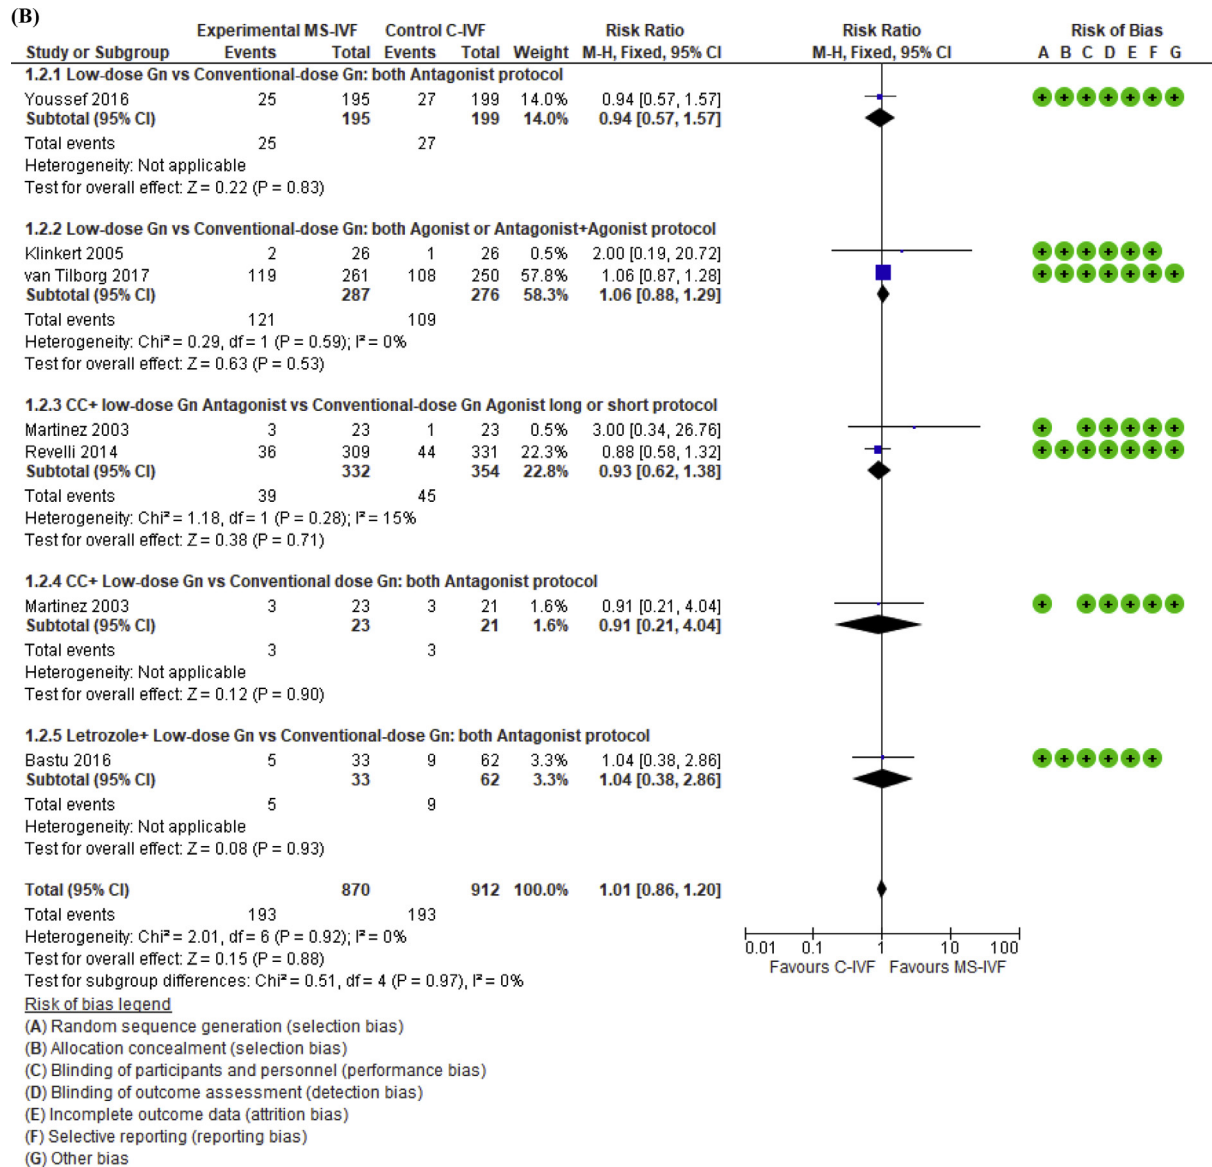 (B)
Experimental MS-IVF Control C-IVF Risk Ratio Risk Ratio Risk of Bias
Study or Subgroup Events Total Events Total Weight M-H, Fixed, 95% CI M-H, Fixed, 95% CI A B C D E F G
1.2.1 Low-dose Gn vs Conventional-dose Gn: both Antagonist protocol
Youssef 2016 25 195 27 199 14.0% 0.94 [0.57, 1.57] + + + + + + +
Subtotal (95% CI) 195 199 14.0% 0.94 [0.57, 1.57]
Total events 25 27
Heterogeneity: Not applicable
Test for overall effect: Z = 0.22 (P = 0.83)
1.2.2 Low-dose Gn vs Conventional-dose Gn: both Agonist or Antagonist+Agonist protocol
Klinkert 2005 2 26 1 26 0.5% 2.00 [0.19, 20.72] + + + + + +
van Tilborg 2017 119 261 108 250 57.8% 1.06 [0.87, 1.28] + + + + + + +
Subtotal (95% CI) 287 276 58.3% 1.06 [0.88, 1.29]
Total events 121 109
Heterogeneity: Chi² = 0.29, df = 1 (P = 0.59); I² = 0%
Test for overall effect: Z = 0.63 (P = 0.53)
1.2.3 CC+ low-dose Gn Antagonist vs Conventional-dose Gn Agonist long or short protocol
Martinez 2003 3 23 1 23 0.5% 3.00 [0.34, 26.76] + + + + + +
Revelli 2014 36 309 44 331 22.3% 0.88 [0.58, 1.32] + + + + + + +
Subtotal (95% CI) 332 354 22.8% 0.93 [0.62, 1.38]
Total events 39 45
Heterogeneity: Chi² = 1.18, df = 1 (P = 0.28); I² = 15%
Test for overall effect: Z = 0.38 (P = 0.71)
1.2.4 CC+ Low-dose Gn vs Conventional dose Gn: both Antagonist protocol
Martinez 2003 3 23 3 21 1.6% 0.91 [0.21, 4.04] + + + + + +
Subtotal (95% CI) 23 21 1.6% 0.91 [0.21, 4.04]
Total events 3 3
Heterogeneity: Not applicable
Test for overall effect: Z = 0.12 (P = 0.90)
1.2.5 Letrozole+ Low-dose Gn vs Conventional-dose Gn: both Antagonist protocol
Bastu 2016 5 33 9 62 3.3% 1.04 [0.38, 2.86] + + + + + +
Subtotal (95% CI) 33 62 3.3% 1.04 [0.38, 2.86]
Total events 5 9
Heterogeneity: Not applicable
Test for overall effect: Z = 0.08 (P = 0.93)
Total (95% CI) 870 912 100.0% 1.01 [0.86, 1.20]
Total events 193 193
Heterogeneity: Chi² = 2.01, df = 6 (P = 0.92); I² = 0%
Test for overall effect: Z = 0.15 (P = 0.88)
Test for subgroup differences: Chi² = 0.51, df = 4 (P = 0.97), I² = 0%
0.01 0.1 1 10 100
Favours C-IVF Favours MS-IVF
Risk of bias legend
(A) Random sequence generation (selection bias)
(B) Allocation concealment (selection bias)
(C) Blinding of participants and personnel (performance bias)
(D) Blinding of outcome assessment (detection bias)
(E) Incomplete outcome data (attrition bias)
(F) Selective reporting (reporting bias)
(G) Other bias